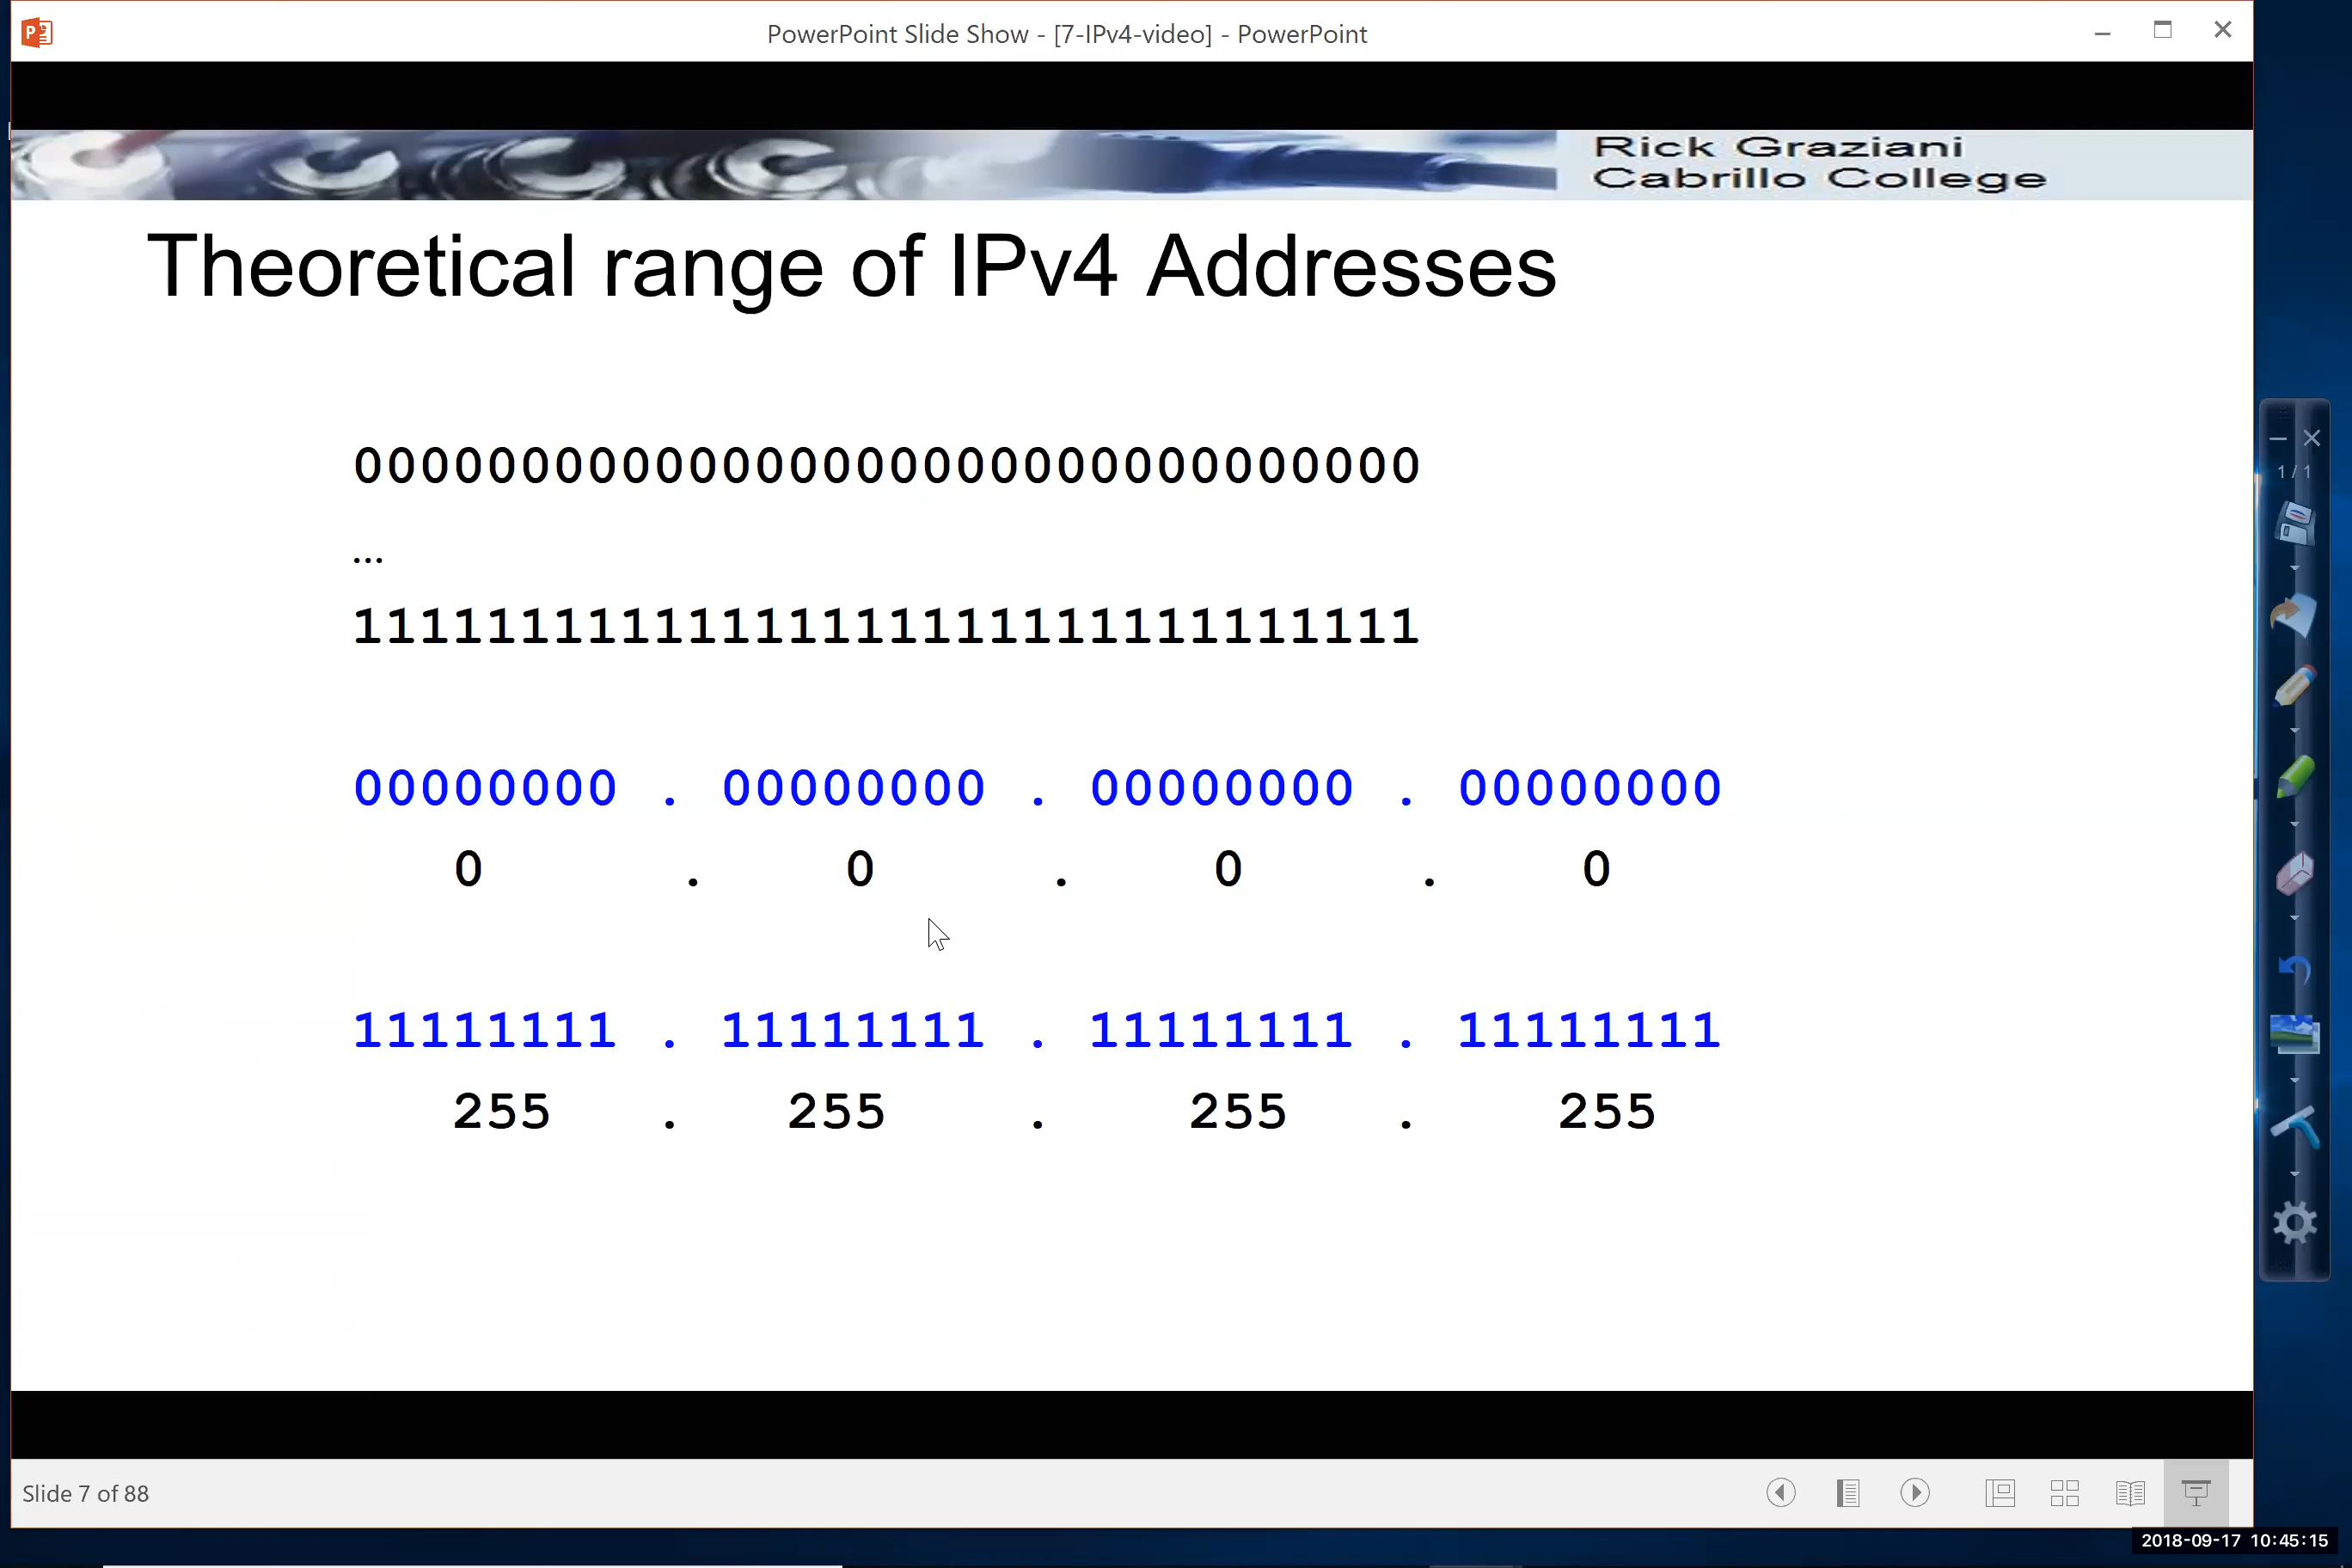 PowerPoint Slide Show - [7-IPv4-video] - PowerPoint
Rick Graziani
Cabrillo College
Theoretical range of IPv4 Addresses
00000000000000000000000000000000
...
11111111111111111111111111111111
00000000 . 00000000 . 00000000 . 00000000
0 . 0 . 0 . 0
11111111 . 11111111 . 11111111 . 11111111
255 . 255 . 255 . 255
1/1
Slide 7 of 88
2018-09-17 10:45:15